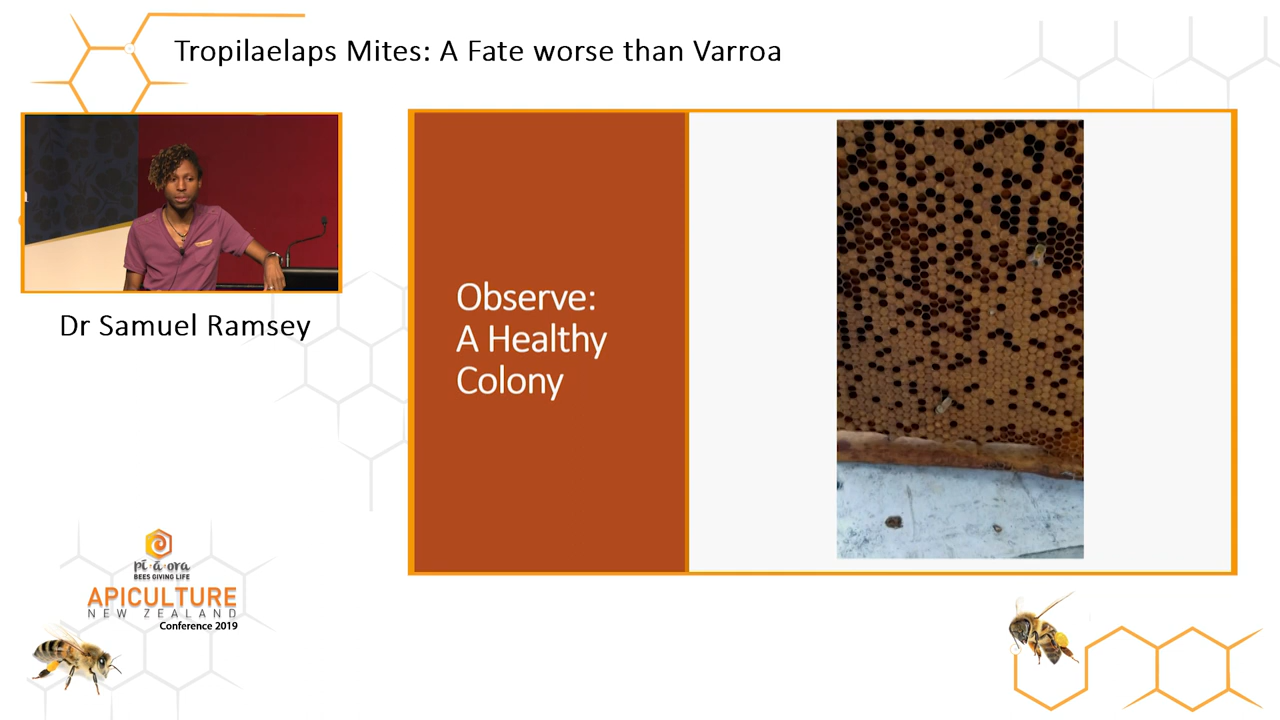 Tropilaelaps Mites: A Fate worse than Varroa
Dr Samuel Ramsey
Observe:
A Healthy
Colony
pī·ā·ora
BEES GIVING LIFE
APICULTURE
NEW ZEALAND
Conference 2019